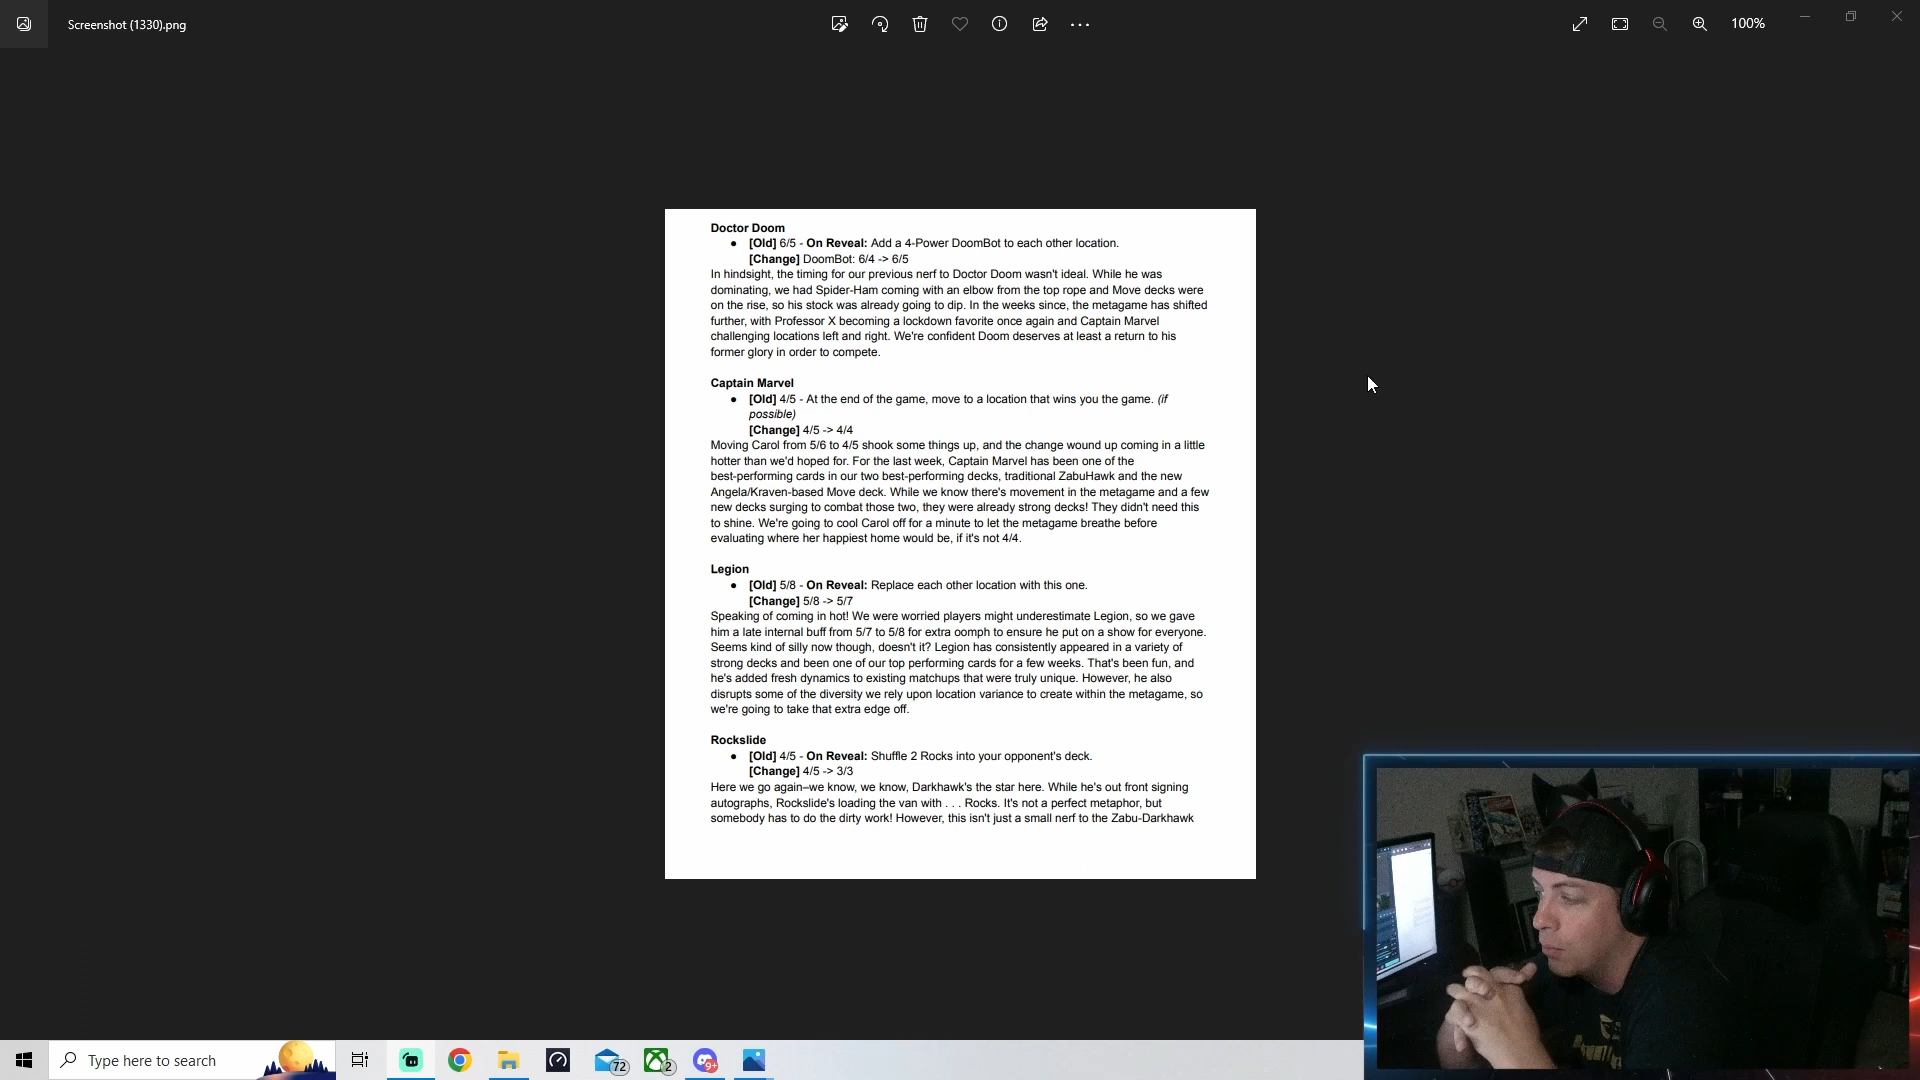 Screenshot (1330).png
100%
Doctor Doom
● [Old] 6/5 - On Reveal: Add a 4-Power DoomBot to each other location.
[Change] DoomBot: 6/4 -> 6/5
In hindsight, the timing for our previous nerf to Doctor Doom wasn't ideal. While he was
dominating, we had Spider-Ham coming with an elbow from the top rope and Move decks were
on the rise, so his stock was already going to dip. In the weeks since, the metagame has shifted
further, with Professor X becoming a lockdown favorite once again and Captain Marvel
challenging locations left and right. We're confident Doom deserves at least a return to his
former glory in order to compete.
Captain Marvel
● [Old] 4/5 - At the end of the game, move to a location that wins you the game. (if
possible)
[Change] 4/5 -> 4/4
Moving Carol from 5/6 to 4/5 shook some things up, and the change wound up coming in a little
hotter than we'd hoped for. For the last week, Captain Marvel has been one of the
best-performing cards in our two best-performing decks, traditional ZabuHawk and the new
Angela/Kraven-based Move deck. While we know there's movement in the metagame and a few
new decks surging to combat those two, they were already strong decks! They didn't need this
to shine. We're going to cool Carol off for a minute to let the metagame breathe before
evaluating where her happiest home would be, if it's not 4/4.
Legion
● [Old] 5/8 - On Reveal: Replace each other location with this one.
[Change] 5/8 -> 5/7
Speaking of coming in hot! We were worried players might underestimate Legion, so we gave
him a late internal buff from 5/7 to 5/8 for extra oomph to ensure he put on a show for everyone.
Seems kind of silly now though, doesn't it? Legion has consistently appeared in a variety of
strong decks and been one of our top performing cards for a few weeks. That's been fun, and
he's added fresh dynamics to existing matchups that were truly unique. However, he also
disrupts some of the diversity we rely upon location variance to create within the metagame, so
we're going to take that extra edge off.
Rockslide
● [Old] 4/5 - On Reveal: Shuffle 2 Rocks into your opponent's deck.
[Change] 4/5 -> 3/3
Here we go again–we know, we know, Darkhawk's the star here. While he's out front signing
autographs, Rockslide's loading the van with . . . Rocks. It's not a perfect metaphor, but
somebody has to do the dirty work! However, this isn't just a small nerf to the Zabu-Darkhawk
Type here to search
72
2
9+